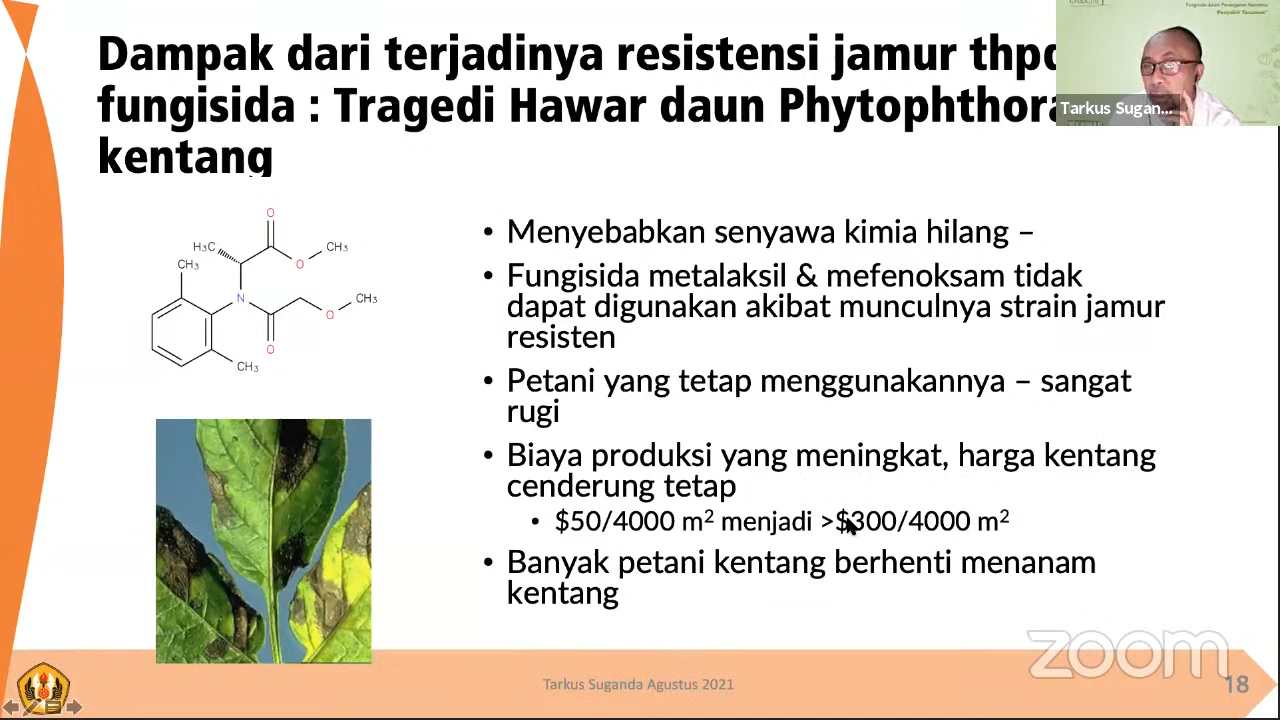 Dampak dari terjadinya resistensi jamur thpd
fungisida : Tragedi Hawar daun Phytophthora
kentang
Tarkus Sugan...
O
H₃C
CH₃
O
CH₃
N
CH₃
O
O
CH₃
• Menyebabkan senyawa kimia hilang –
• Fungisida metalaksil & mefenoksam tidak
dapat digunakan akibat munculnya strain jamur
resisten
• Petani yang tetap menggunakannya – sangat
rugi
• Biaya produksi yang meningkat, harga kentang
cenderung tetap
• $50/4000 m² menjadi >$300/4000 m²
• Banyak petani kentang berhenti menanam
kentang
zoom
Tarkus Suganda Agustus 2021
18